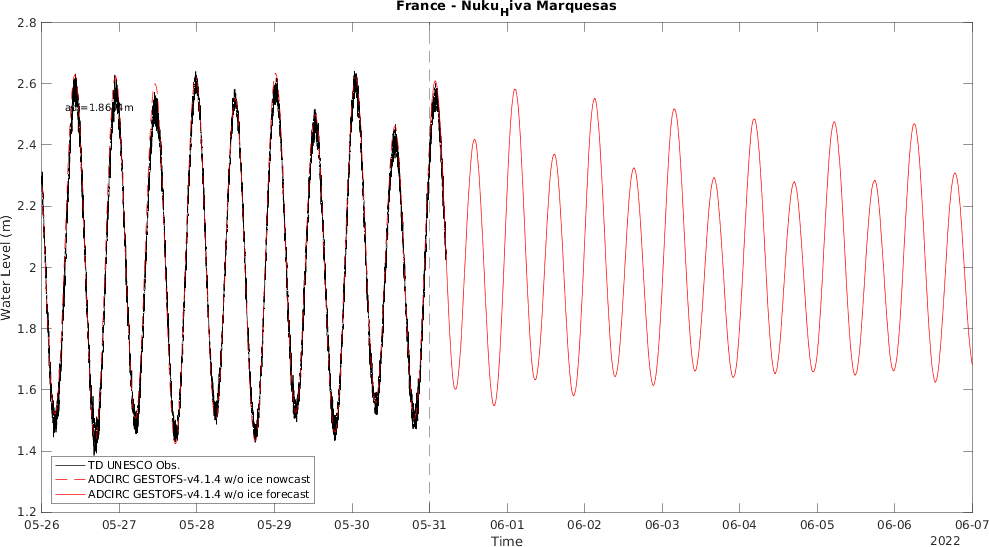 France - Nuku_Hiva Marquesas
2.8
2.6
2.4
2.2
2
1.8
1.6
1.4
1.2
Water Level (m)
TD UNESCO Obs.
ADCIRC GESTOFS-v4.1.4 w/o ice nowcast
ADCIRC GESTOFS-v4.1.4 w/o ice forecast
05-26 05-27 05-28 05-29 05-30 05-31 06-01 06-02 06-03 06-04 06-05 06-06 06-07
Time
2022